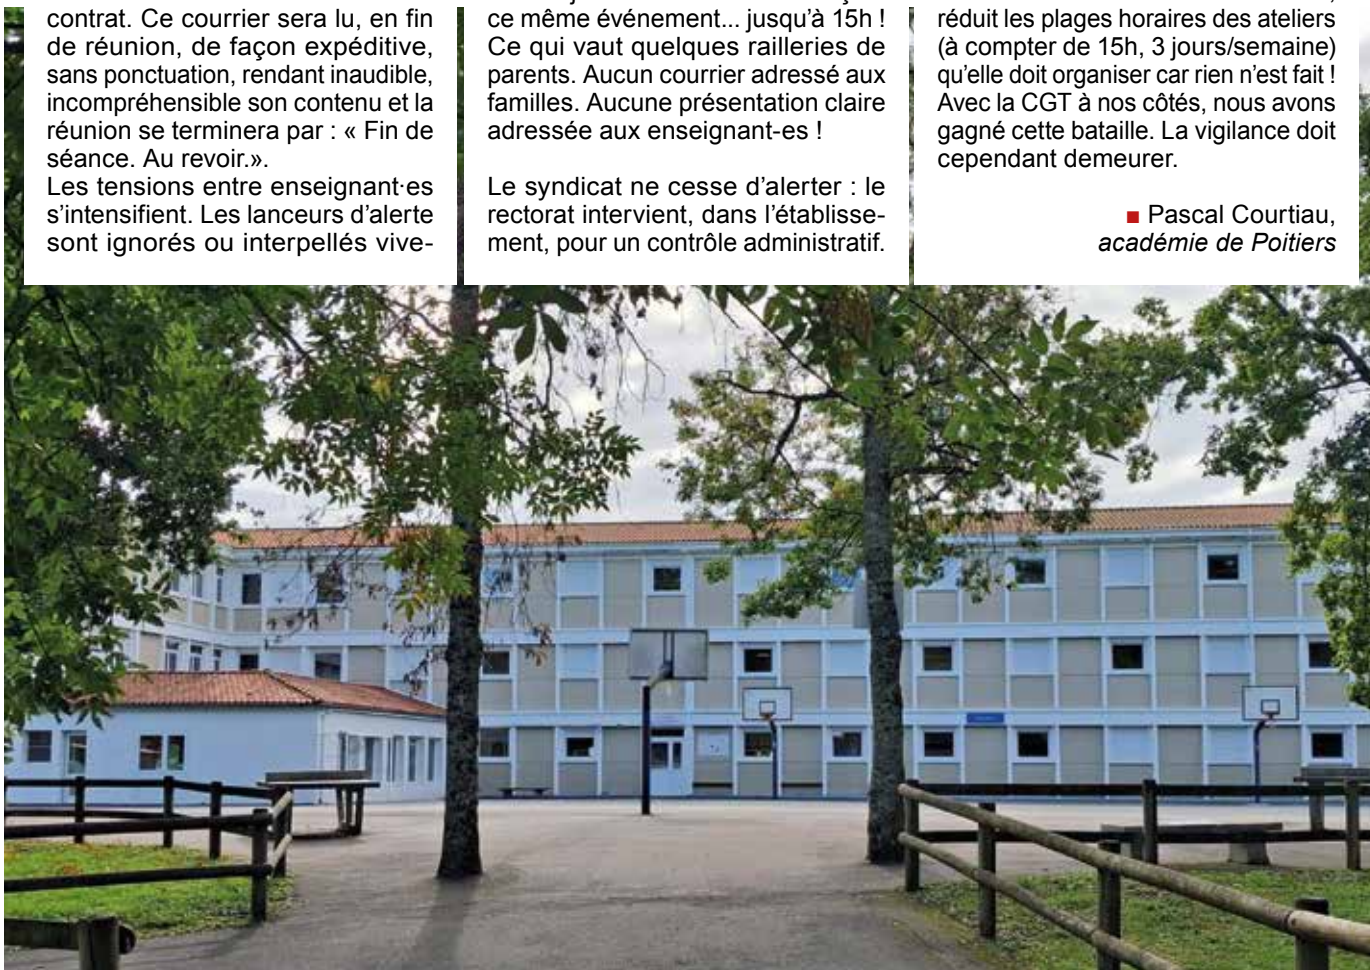 contrat. Ce courrier sera lu, en fin
de réunion, de façon expéditive,
sans ponctuation, rendant inaudible,
incompréhensible son contenu et la
réunion se terminera par : « Fin de
séance. Au revoir.».
Les tensions entre enseignant·es
s’intensifient. Les lanceurs d’alerte
sont ignorés ou interpellés vive-
ce même événement... jusqu’à 15h !
Ce qui vaut quelques railleries de
parents. Aucun courrier adressé aux
familles. Aucune présentation claire
adressée aux enseignant-es !
Le syndicat ne cesse d’alerter : le
rectorat intervient, dans l’établisse-
ment, pour un contrôle administratif.
réduit les plages horaires des ateliers
(à compter de 15h, 3 jours/semaine)
qu’elle doit organiser car rien n’est fait !
Avec la CGT à nos côtés, nous avons
gagné cette bataille. La vigilance doit
cependant demeurer.
■ Pascal Courtiau,
académie de Poitiers